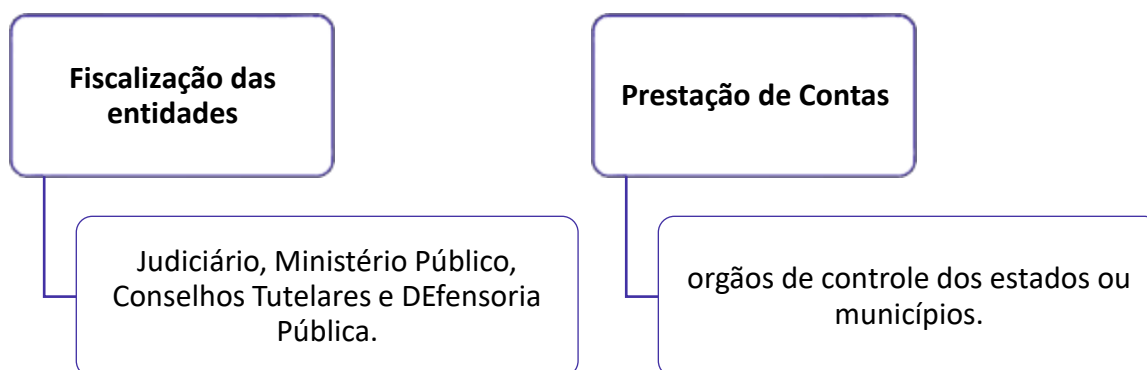 Fiscalização das
entidades
Judiciário, Ministério Público,
Conselhos Tutelares e DEfensoria
Pública.
Prestação de Contas
orgãos de controle dos estados ou
municípios.